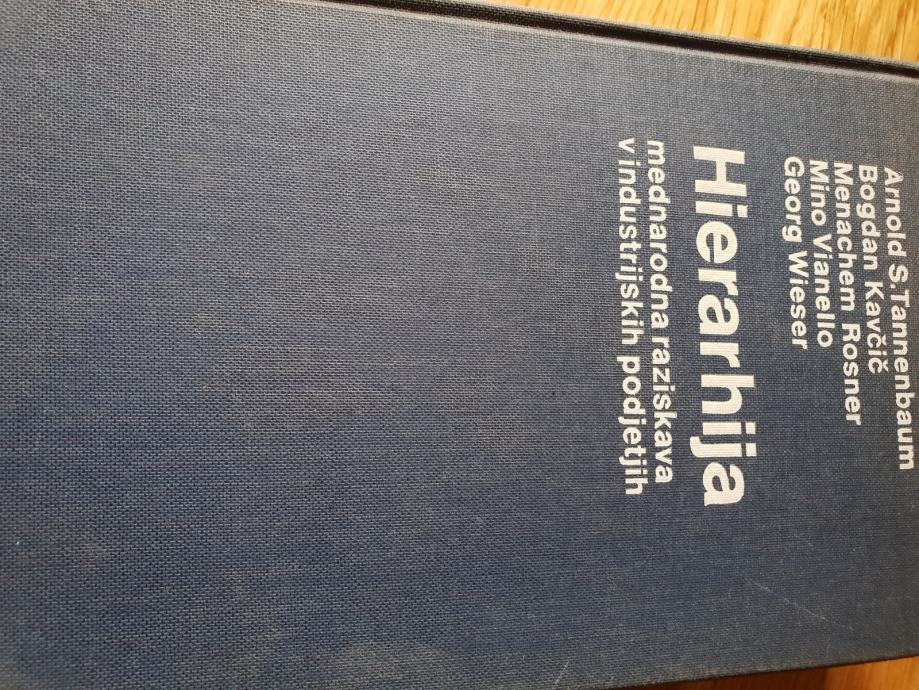 Arnold S.Tannenbaum
Bogdan Kavčič
Menachem Rosner
Mino Vianello
Georg Wieser
Hierarhija
mednarodna raziskava
v industrijskih podjetjih